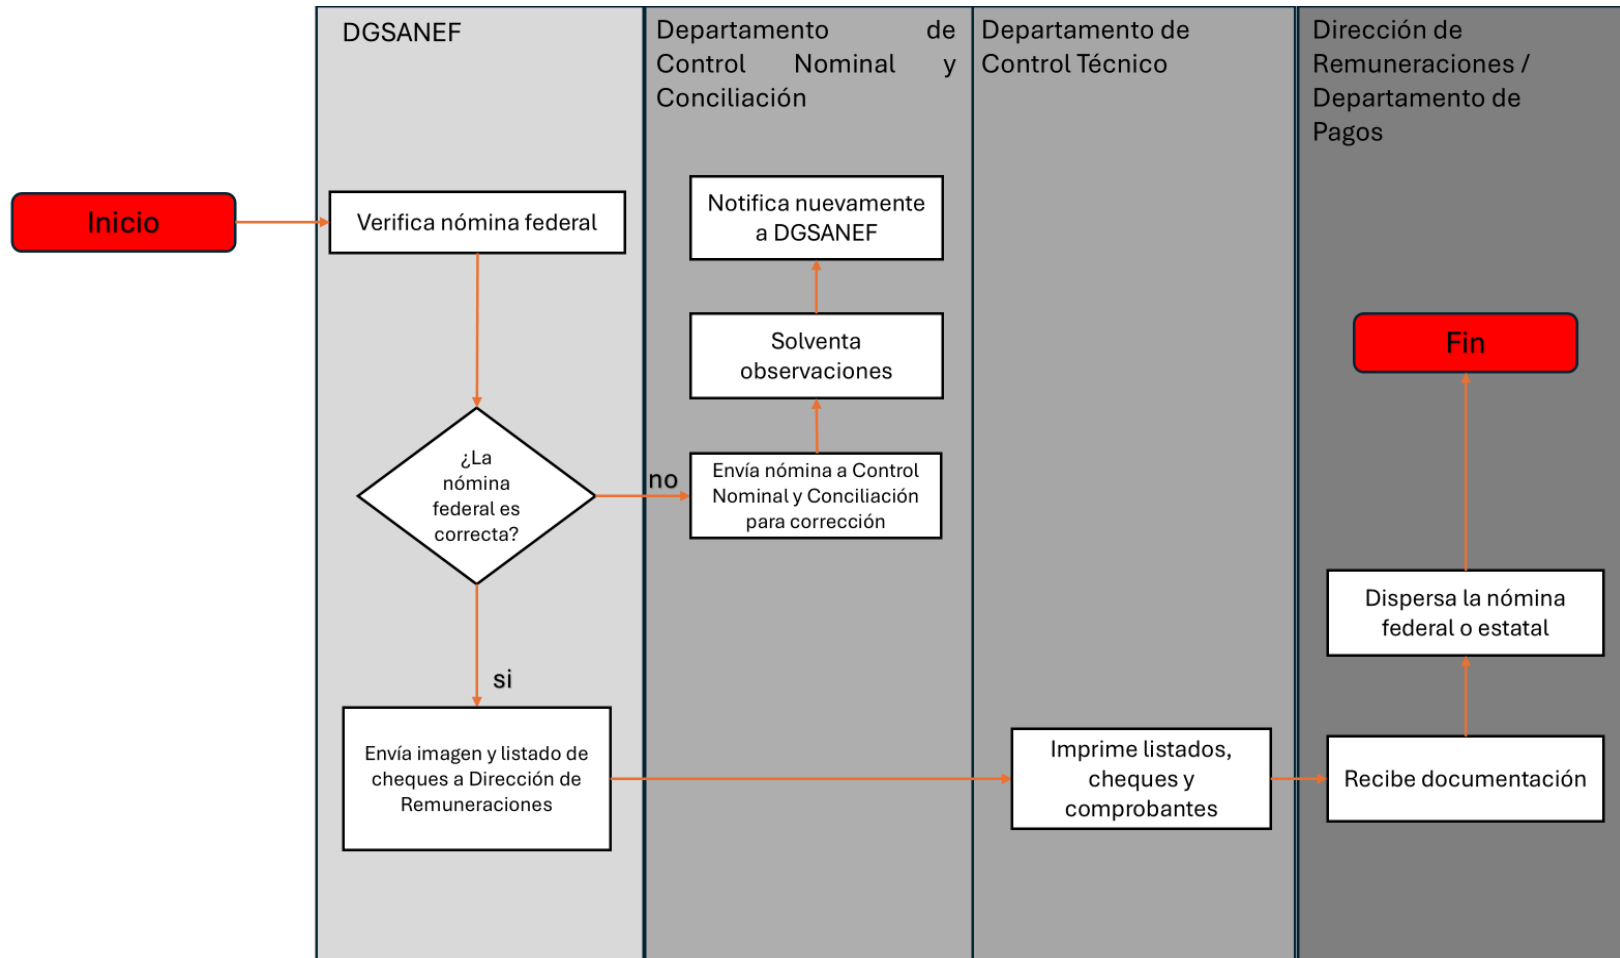 DGSANEF
Departamento de
Control Nominal y
Conciliación
Departamento de
Control Técnico
Dirección de
Remuneraciones /
Departamento de
Pagos
Inicio
Verifica nómina federal
Notifica nuevamente
a DGSANEF
Solventa
observaciones
Fin
¿La
nómina
federal es
correcta?
no
Envía nómina a Control
Nominal y Conciliación
para corrección
Dispersa la nómina
federal o estatal
si
Envía imagen y listado de
cheques a Dirección de
Remuneraciones
Imprime listados,
cheques y
comprobantes
Recibe documentación